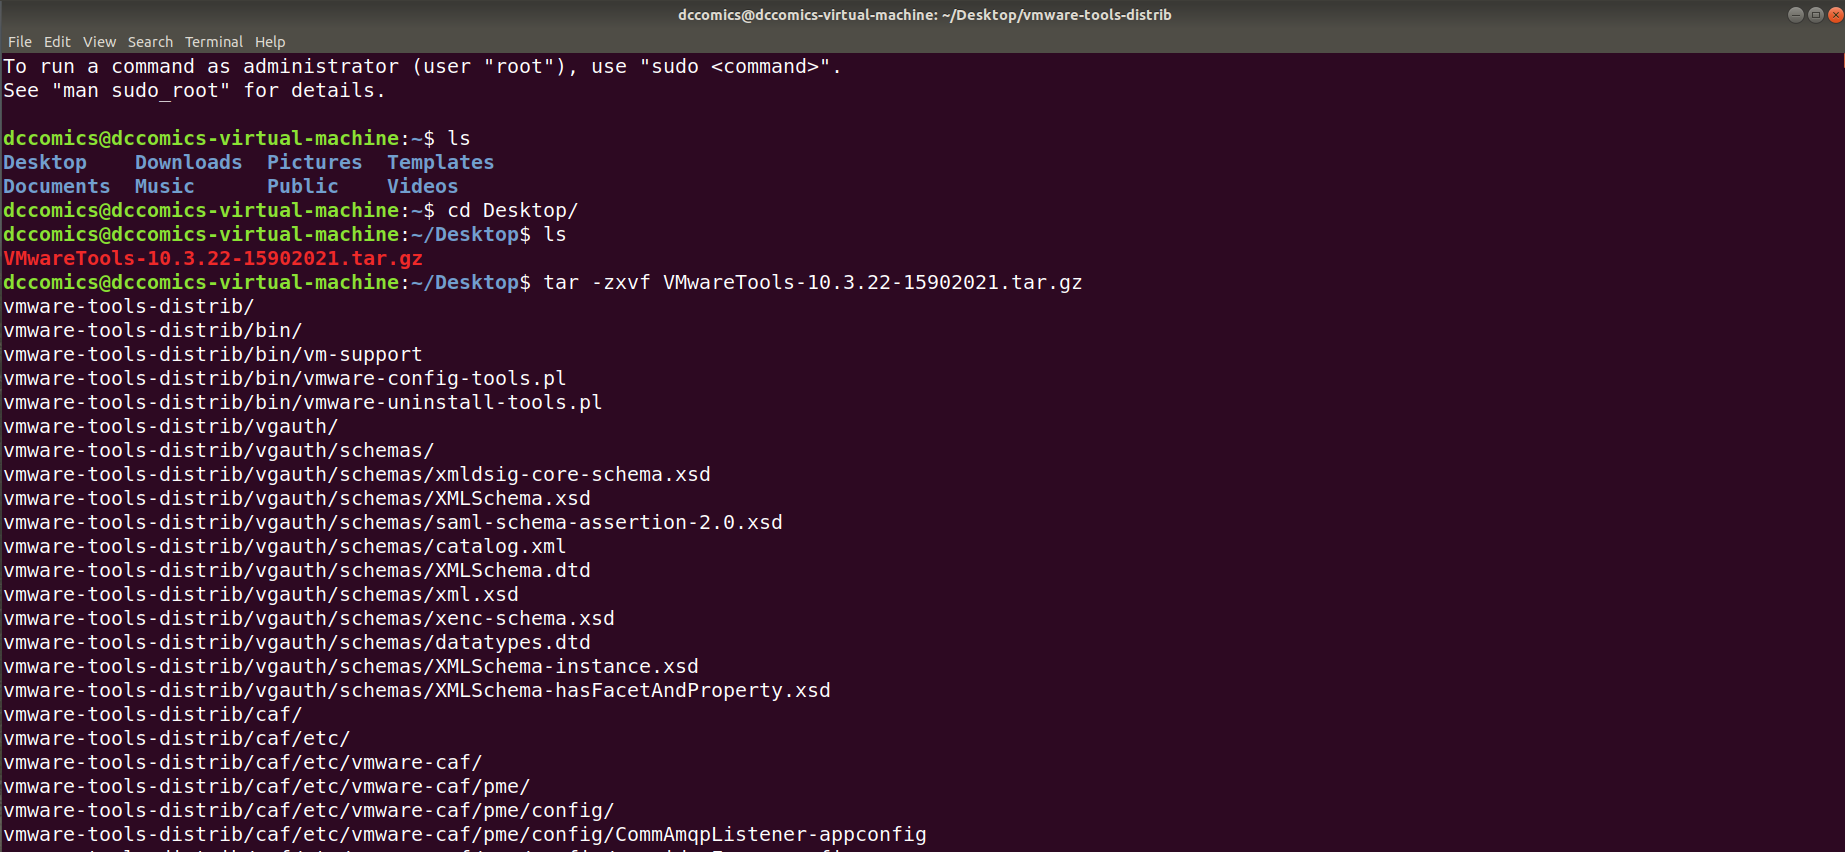 dccomics@dccomics-virtual-machine: ~/Desktop/vmware-tools-distrib
File Edit View Search Terminal Help
To run a command as administrator (user "root"), use "sudo <command>".
See "man sudo_root" for details.
dccomics@dccomics-virtual-machine:~$ ls
Desktop    Downloads  Pictures  Templates
Documents  Music      Public    Videos
dccomics@dccomics-virtual-machine:~$ cd Desktop/
dccomics@dccomics-virtual-machine:~/Desktop$ ls
VMwareTools-10.3.22-15902021.tar.gz
dccomics@dccomics-virtual-machine:~/Desktop$ tar -zxvf VMwareTools-10.3.22-15902021.tar.gz
vmware-tools-distrib/
vmware-tools-distrib/bin/
vmware-tools-distrib/bin/vm-support
vmware-tools-distrib/bin/vmware-config-tools.pl
vmware-tools-distrib/bin/vmware-uninstall-tools.pl
vmware-tools-distrib/vgauth/
vmware-tools-distrib/vgauth/schemas/
vmware-tools-distrib/vgauth/schemas/xmldsig-core-schema.xsd
vmware-tools-distrib/vgauth/schemas/XMLSchema.xsd
vmware-tools-distrib/vgauth/schemas/saml-schema-assertion-2.0.xsd
vmware-tools-distrib/vgauth/schemas/catalog.xml
vmware-tools-distrib/vgauth/schemas/XMLSchema.dtd
vmware-tools-distrib/vgauth/schemas/xml.xsd
vmware-tools-distrib/vgauth/schemas/xenc-schema.xsd
vmware-tools-distrib/vgauth/schemas/datatypes.dtd
vmware-tools-distrib/vgauth/schemas/XMLSchema-instance.xsd
vmware-tools-distrib/vgauth/schemas/XMLSchema-hasFacetAndProperty.xsd
vmware-tools-distrib/caf/
vmware-tools-distrib/caf/etc/
vmware-tools-distrib/caf/etc/vmware-caf/
vmware-tools-distrib/caf/etc/vmware-caf/pme/
vmware-tools-distrib/caf/etc/vmware-caf/pme/config/
vmware-tools-distrib/caf/etc/vmware-caf/pme/config/CommAmqpListener-appconfig